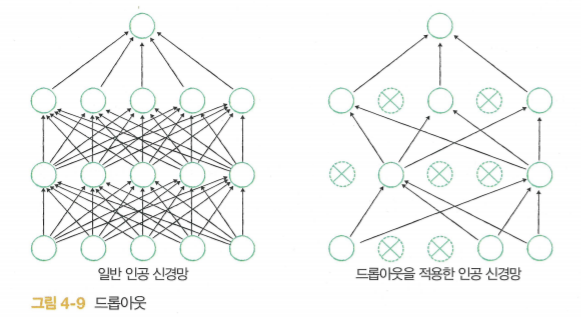 일반 인공 신경망
드롭아웃을 적용한 인공 신경망
그림 4-9 드롭아웃